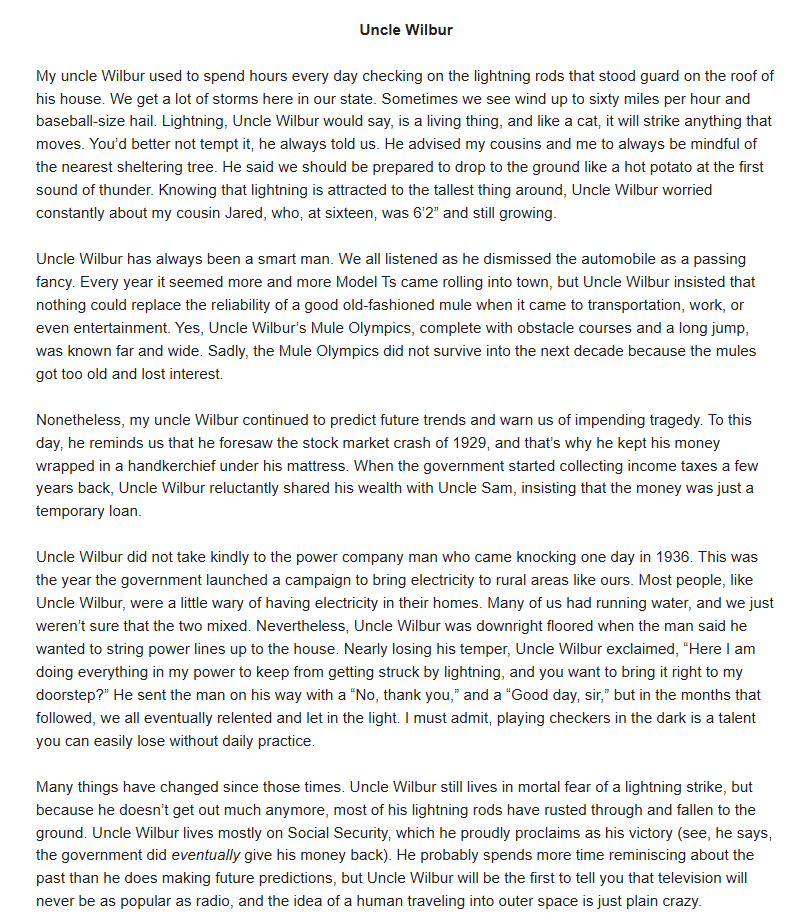 Uncle Wilbur
My uncle Wilbur used to spend hours every day checking on the lightning rods that stood guard on the roof of
his house. We get a lot of storms here in our state. Sometimes we see wind up to sixty miles per hour and
baseball-size hail. Lightning, Uncle Wilbur would say, is a living thing, and like a cat, it will strike anything that
moves. You’d better not tempt it, he always told us. He advised my cousins and me to always be mindful of
the nearest sheltering tree. He said we should be prepared to drop to the ground like a hot potato at the first
sound of thunder. Knowing that lightning is attracted to the tallest thing around, Uncle Wilbur worried
constantly about my cousin Jared, who, at sixteen, was 6’2” and still growing.
Uncle Wilbur has always been a smart man. We all listened as he dismissed the automobile as a passing
fancy. Every year it seemed more and more Model Ts came rolling into town, but Uncle Wilbur insisted that
nothing could replace the reliability of a good old-fashioned mule when it came to transportation, work, or
even entertainment. Yes, Uncle Wilbur’s Mule Olympics, complete with obstacle courses and a long jump,
was known far and wide. Sadly, the Mule Olympics did not survive into the next decade because the mules
got too old and lost interest.
Nonetheless, my uncle Wilbur continued to predict future trends and warn us of impending tragedy. To this
day, he reminds us that he foresaw the stock market crash of 1929, and that’s why he kept his money
wrapped in a handkerchief under his mattress. When the government started collecting income taxes a few
years back, Uncle Wilbur reluctantly shared his wealth with Uncle Sam, insisting that the money was just a
temporary loan.
Uncle Wilbur did not take kindly to the power company man who came knocking one day in 1936. This was
the year the government launched a campaign to bring electricity to rural areas like ours. Most people, like
Uncle Wilbur, were a little wary of having electricity in their homes. Many of us had running water, and we just
weren’t sure that the two mixed. Nevertheless, Uncle Wilbur was downright floored when the man said he
wanted to string power lines up to the house. Nearly losing his temper, Uncle Wilbur exclaimed, “Here I am
doing everything in my power to keep from getting struck by lightning, and you want to bring it right to my
doorstep?” He sent the man on his way with a “No, thank you,” and a “Good day, sir,” but in the months that
followed, we all eventually relented and let in the light. I must admit, playing checkers in the dark is a talent
you can easily lose without daily practice.
Many things have changed since those times. Uncle Wilbur still lives in mortal fear of a lightning strike, but
because he doesn’t get out much anymore, most of his lightning rods have rusted through and fallen to the
ground. Uncle Wilbur lives mostly on Social Security, which he proudly proclaims as his victory (see, he says,
the government did eventually give his money back). He probably spends more time reminiscing about the
past than he does making future predictions, but Uncle Wilbur will be the first to tell you that television will
never be as popular as radio, and the idea of a human traveling into outer space is just plain crazy.